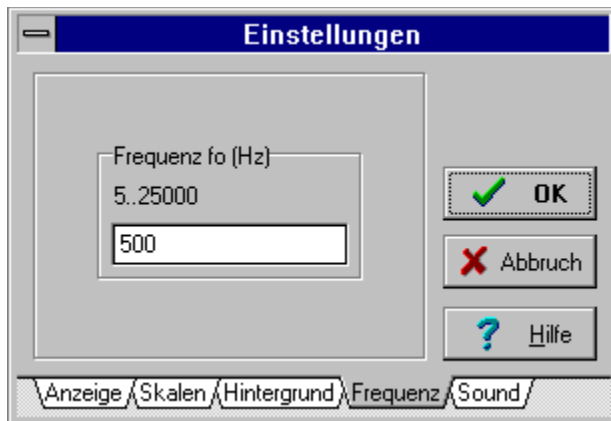 Einstellungen
Frequenz fo (Hz)
5..25000
500
OK
Abbruch
Hilfe
Anzeige Skalen Hintergrund Frequenz Sound